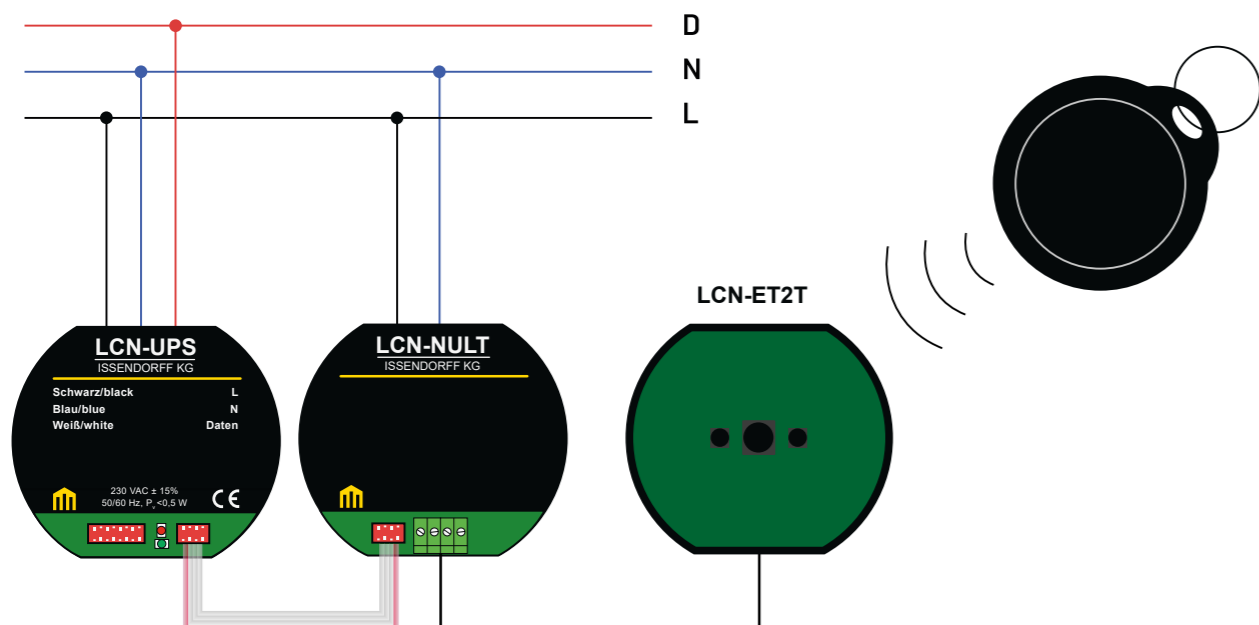 D
N
L
LCN-UPS
ISSENDORFF KG
Schwarz/black L
Blau/blue N
Weiß/white Daten
230 VAC ± 15%
50/60 Hz, Pᵥ<0,5 W
CE
LCN-NULT
ISSENDORFF KG
LCN-ET2T